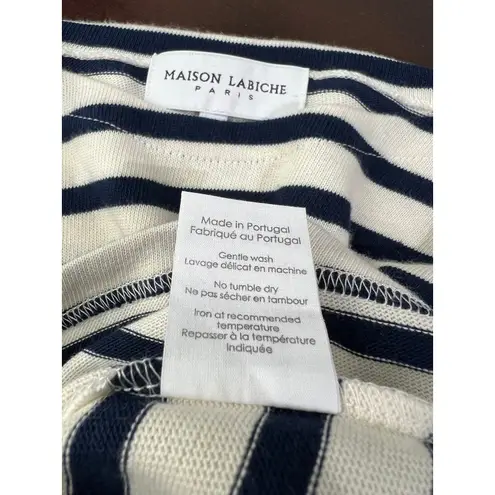 MAISON LABICHE
PARIS
Made in Portugal
Fabriqué au Portugal
Gentle wash
Lavage délicat en machine
No tumble dry
Ne pas sécher en tambour
Iron at recommended
temperature
Repasser à la température
indiquée